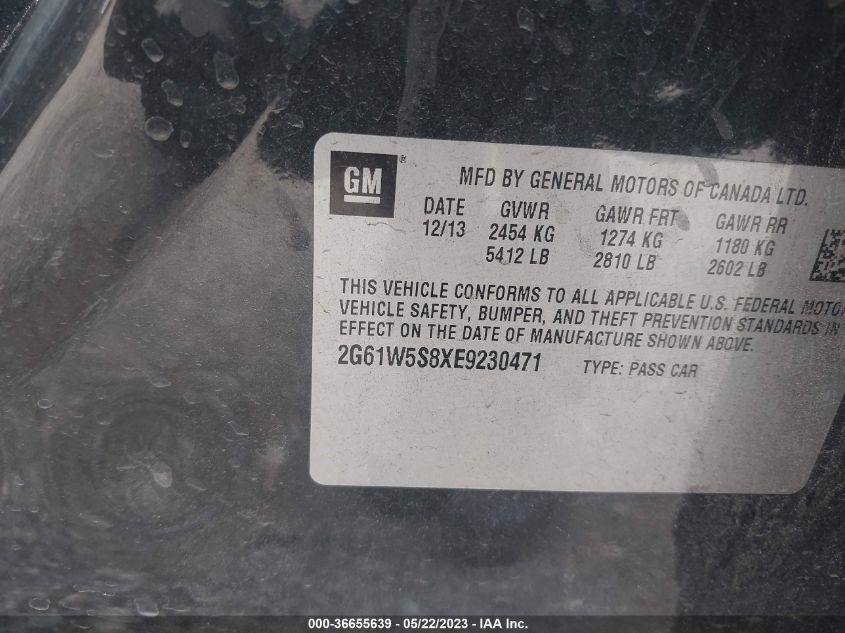 GM ®
MFD BY GENERAL MOTORS OF CANADA LTD.
DATE GVWR GAWR FRT GAWR RR
12/13 2454 KG 1274 KG 1180 KG
5412 LB 2810 LB 2602 LB
THIS VEHICLE CONFORMS TO ALL APPLICABLE U.S. FEDERAL MOTOR
VEHICLE SAFETY, BUMPER, AND THEFT PREVENTION STANDARDS IN
EFFECT ON THE DATE OF MANUFACTURE SHOWN ABOVE.
2G61W5S8XE9230471 TYPE: PASS CAR
000-36655639 - 05/22/2023 - IAA Inc.